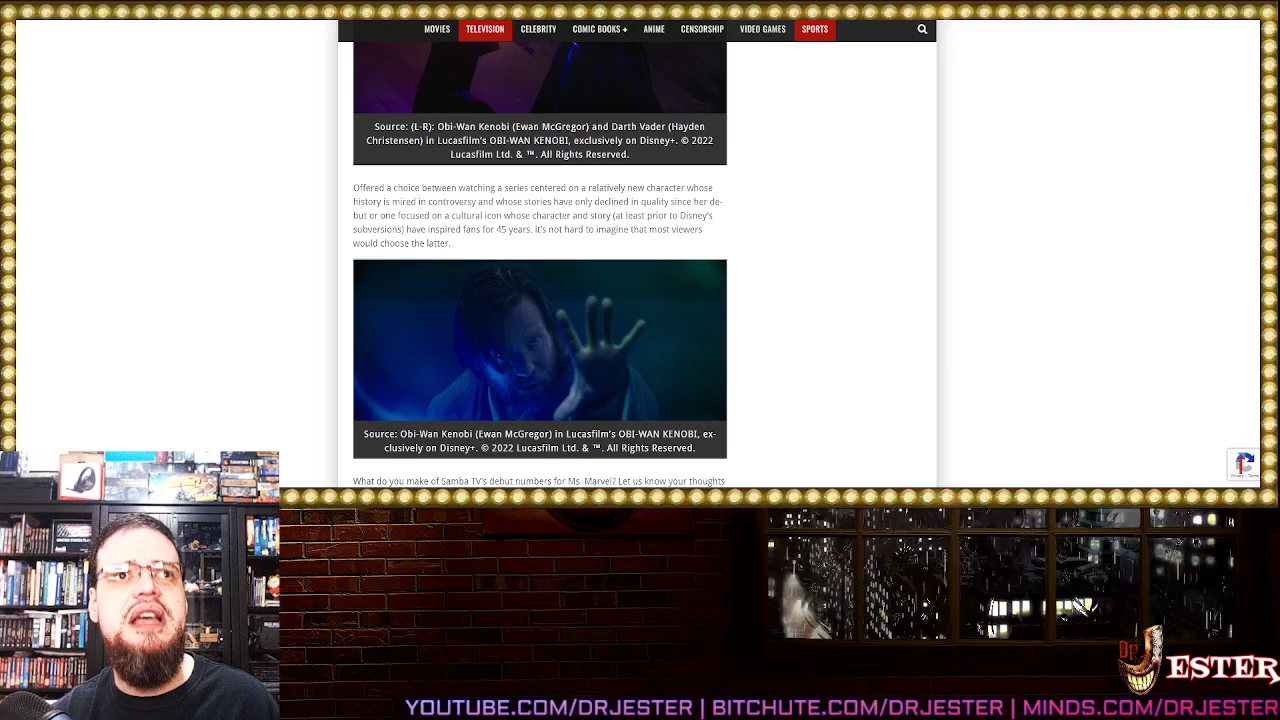 MOVIES TELEVISION CELEBRITY COMIC BOOKS + ANIME CENSORSHIP VIDEO GAMES SPORTS
Source: (L-R): Obi-Wan Kenobi (Ewan McGregor) and Darth Vader (Hayden
Christensen) in Lucasfilm's OBI-WAN KENOBI, exclusively on Disney+. © 2022
Lucasfilm Ltd. & ™. All Rights Reserved.
Offered a choice between watching a series centered on a relatively new character whose
history is mired in controversy and whose stories have only declined in quality since her de-
but or one focused on a cultural icon whose character and story (at least prior to Disney's
subversions) have inspired fans for 45 years, it's not hard to imagine that most viewers
would choose the latter.
Source: Obi-Wan Kenobi (Ewan McGregor) in Lucasfilm's OBI-WAN KENOBI, ex-
clusively on Disney+. © 2022 Lucasfilm Ltd. & ™. All Rights Reserved.
What do you make of Samba TV's debut numbers for Ms. Marvel? Let us know your thoughts
Dr JESTER
YOUTUBE.COM/DRJESTER | BITCHUTE.COM/DRJESTER | MINDS.COM/DRJESTER